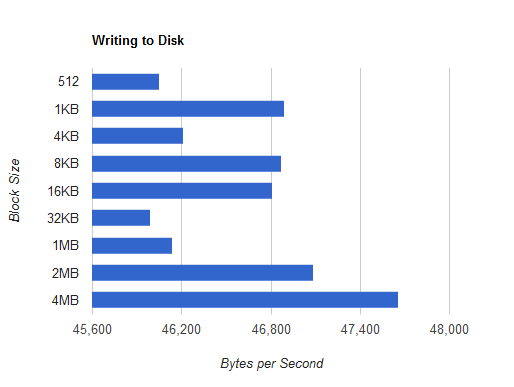 Writing to Disk
512
1KB
4KB
8KB
16KB
32KB
1MB
2MB
4MB
Block Size
45,600 46,200 46,800 47,400 48,000
Bytes per Second